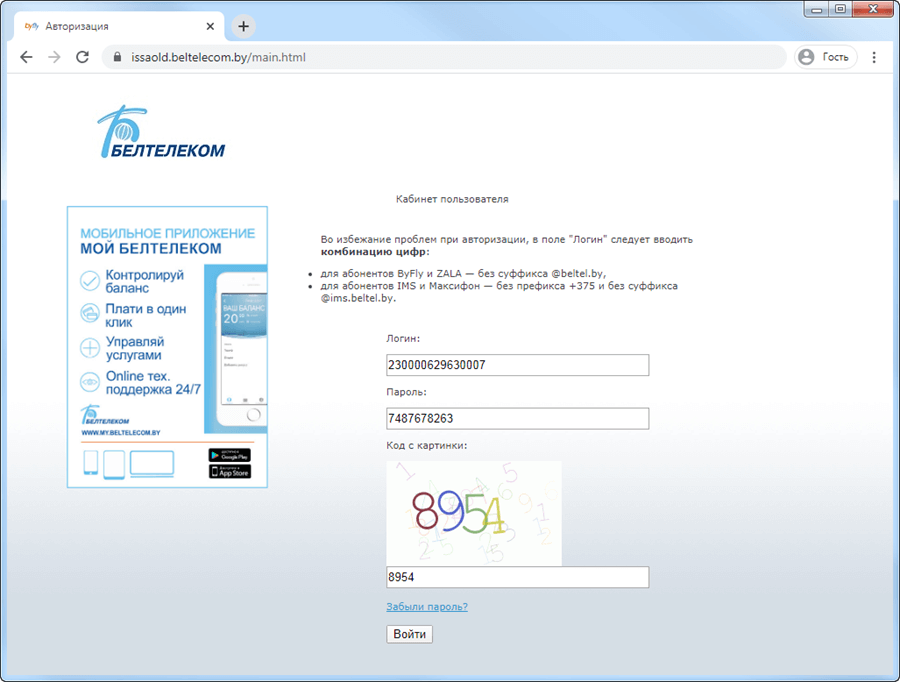 byfly Авторизация
issaold.beltelecom.by/main.html
Гость
БЕЛТЕЛЕКОМ
Кабинет пользователя
МОБИЛЬНОЕ ПРИЛОЖЕНИЕ
МОЙ БЕЛТЕЛЕКОМ
Контролируй
баланс
Плати в один
клик
Управляй
услугами
Online тех.
поддержка 24/7
ВАШ БАЛАНС
20
БЕЛТЕЛЕКОМ
WWW.MY.BELTELECOM.BY
Google Play
App Store
Во избежание проблем при авторизации, в поле "Логин" следует вводить
комбинацию цифр:
для абонентов ByFly и ZALA — без суффикса @beltel.by,
для абонентов IMS и Максифон — без префикса +375 и без суффикса
@ims.beltel.by.
Логин:
230000629630007
Пароль:
7487678263
Код с картинки:
8954
8954
Забыли пароль?
Войти